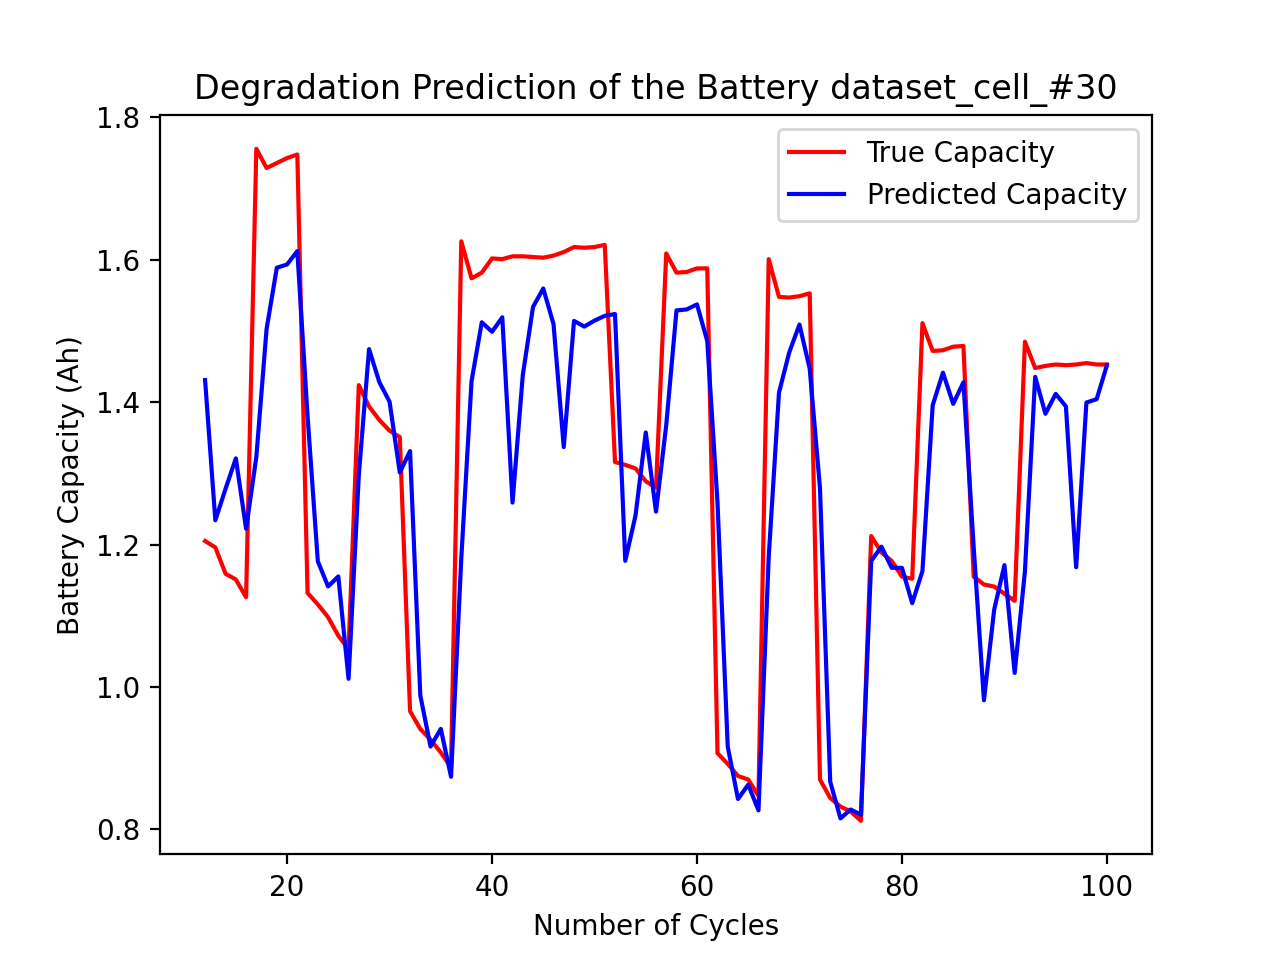 Degradation Prediction of the Battery dataset_cell_#30
True Capacity
Predicted Capacity
Battery Capacity (Ah)
1.8
1.6
1.4
1.2
1.0
0.8
20 40 60 80 100
Number of Cycles